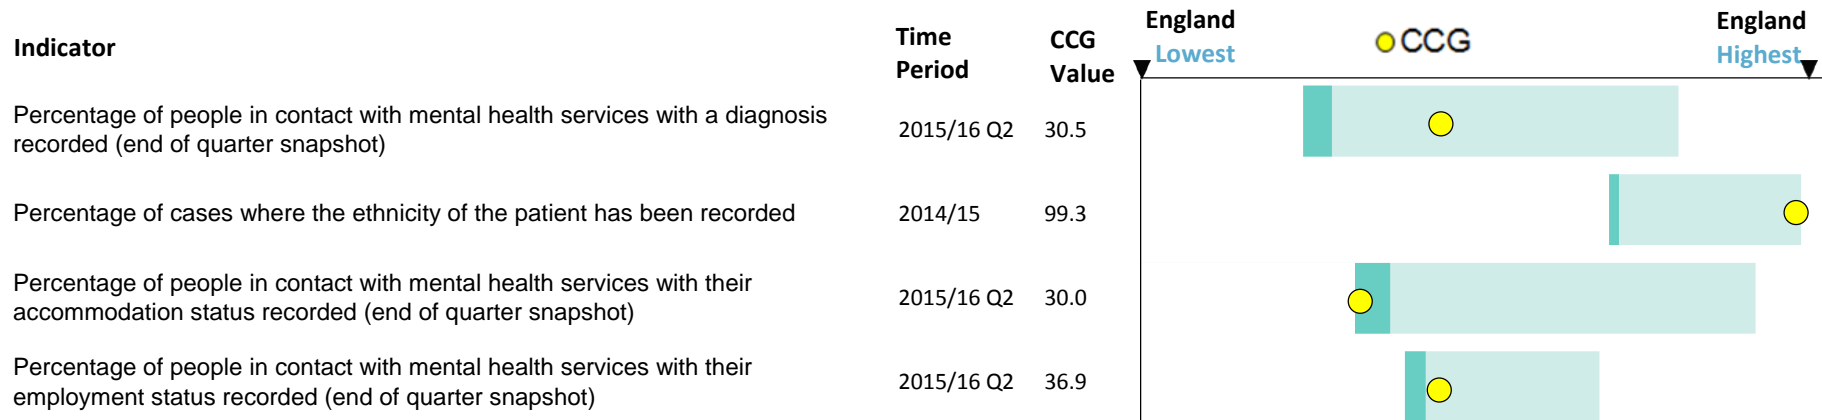 Indicator
Time
Period
CCG
Value
England
Lowest
CCG
England
Highest
Percentage of people in contact with mental health services with a diagnosis
recorded (end of quarter snapshot)
2015/16 Q2
30.5
Percentage of cases where the ethnicity of the patient has been recorded
2014/15
99.3
Percentage of people in contact with mental health services with their
accommodation status recorded (end of quarter snapshot)
2015/16 Q2
30.0
Percentage of people in contact with mental health services with their
employment status recorded (end of quarter snapshot)
2015/16 Q2
36.9